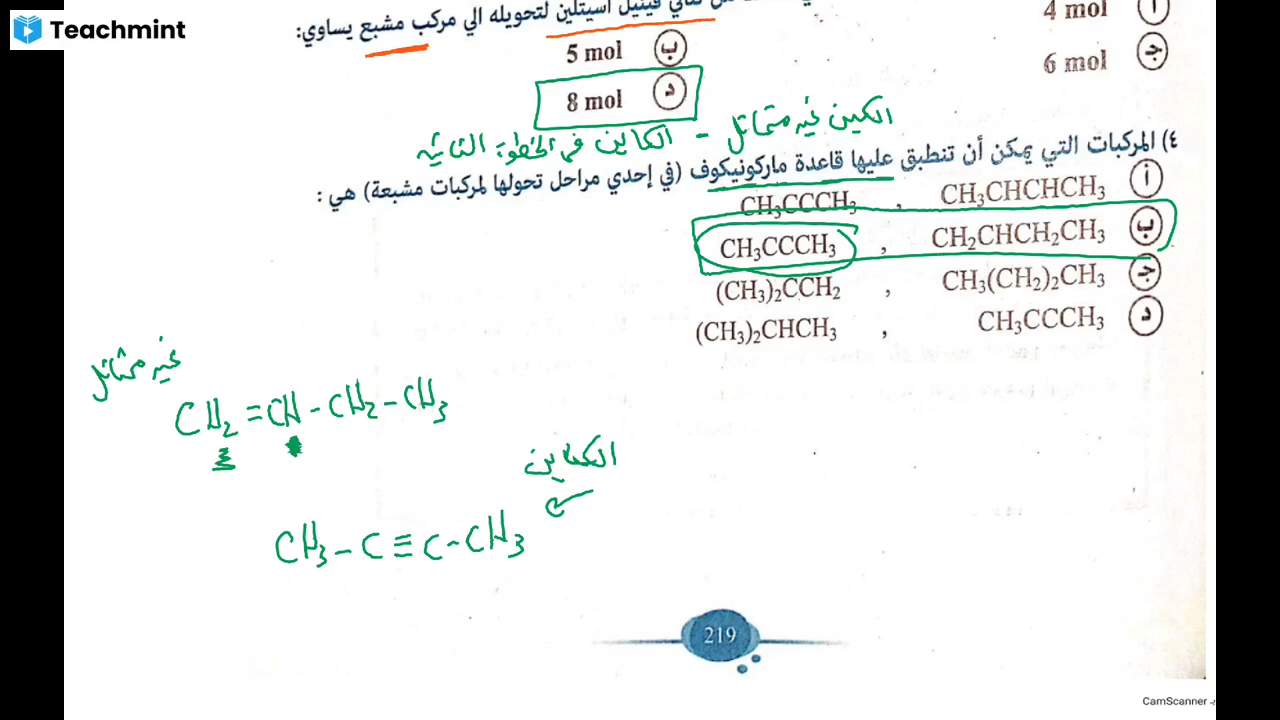 Teachmint
فينيل أسيتلين لتحويله الي مركب مشبع يساوي:
أ 4 mol
ب 5 mol
ج 6 mol
د 8 mol
الكين غير متماثل - الكاين في الخطوة الثانية
٤) المركبات التي يمكن أن تنطبق عليها قاعدة ماركونيكوف (في إحدي مراحل تحولها لمركبات مشبعة) هي :
أ CH₃CHCHCH₃ , CH₃CCCH₃
ب CH₂CHCH₂CH₃ , CH₃CCCH₃
ج CH₃(CH₂)₂CH₃ , (CH₃)₂CCH₂
د CH₃CCCH₃ , (CH₃)₂CHCH₃
غير متماثل
CH₂ = CH - CH₂ - CH₃
الكاين
CH₃ - C ≡ C - CH₃
219
CamScanner